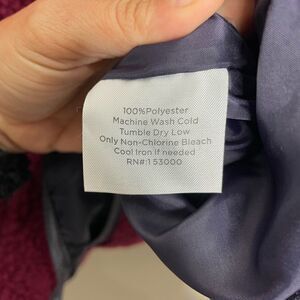 100%Polyester
Machine Wash Cold
Tumble Dry Low
Only Non-Chlorine Bleach
Cool Iron if needed
RN#:153000